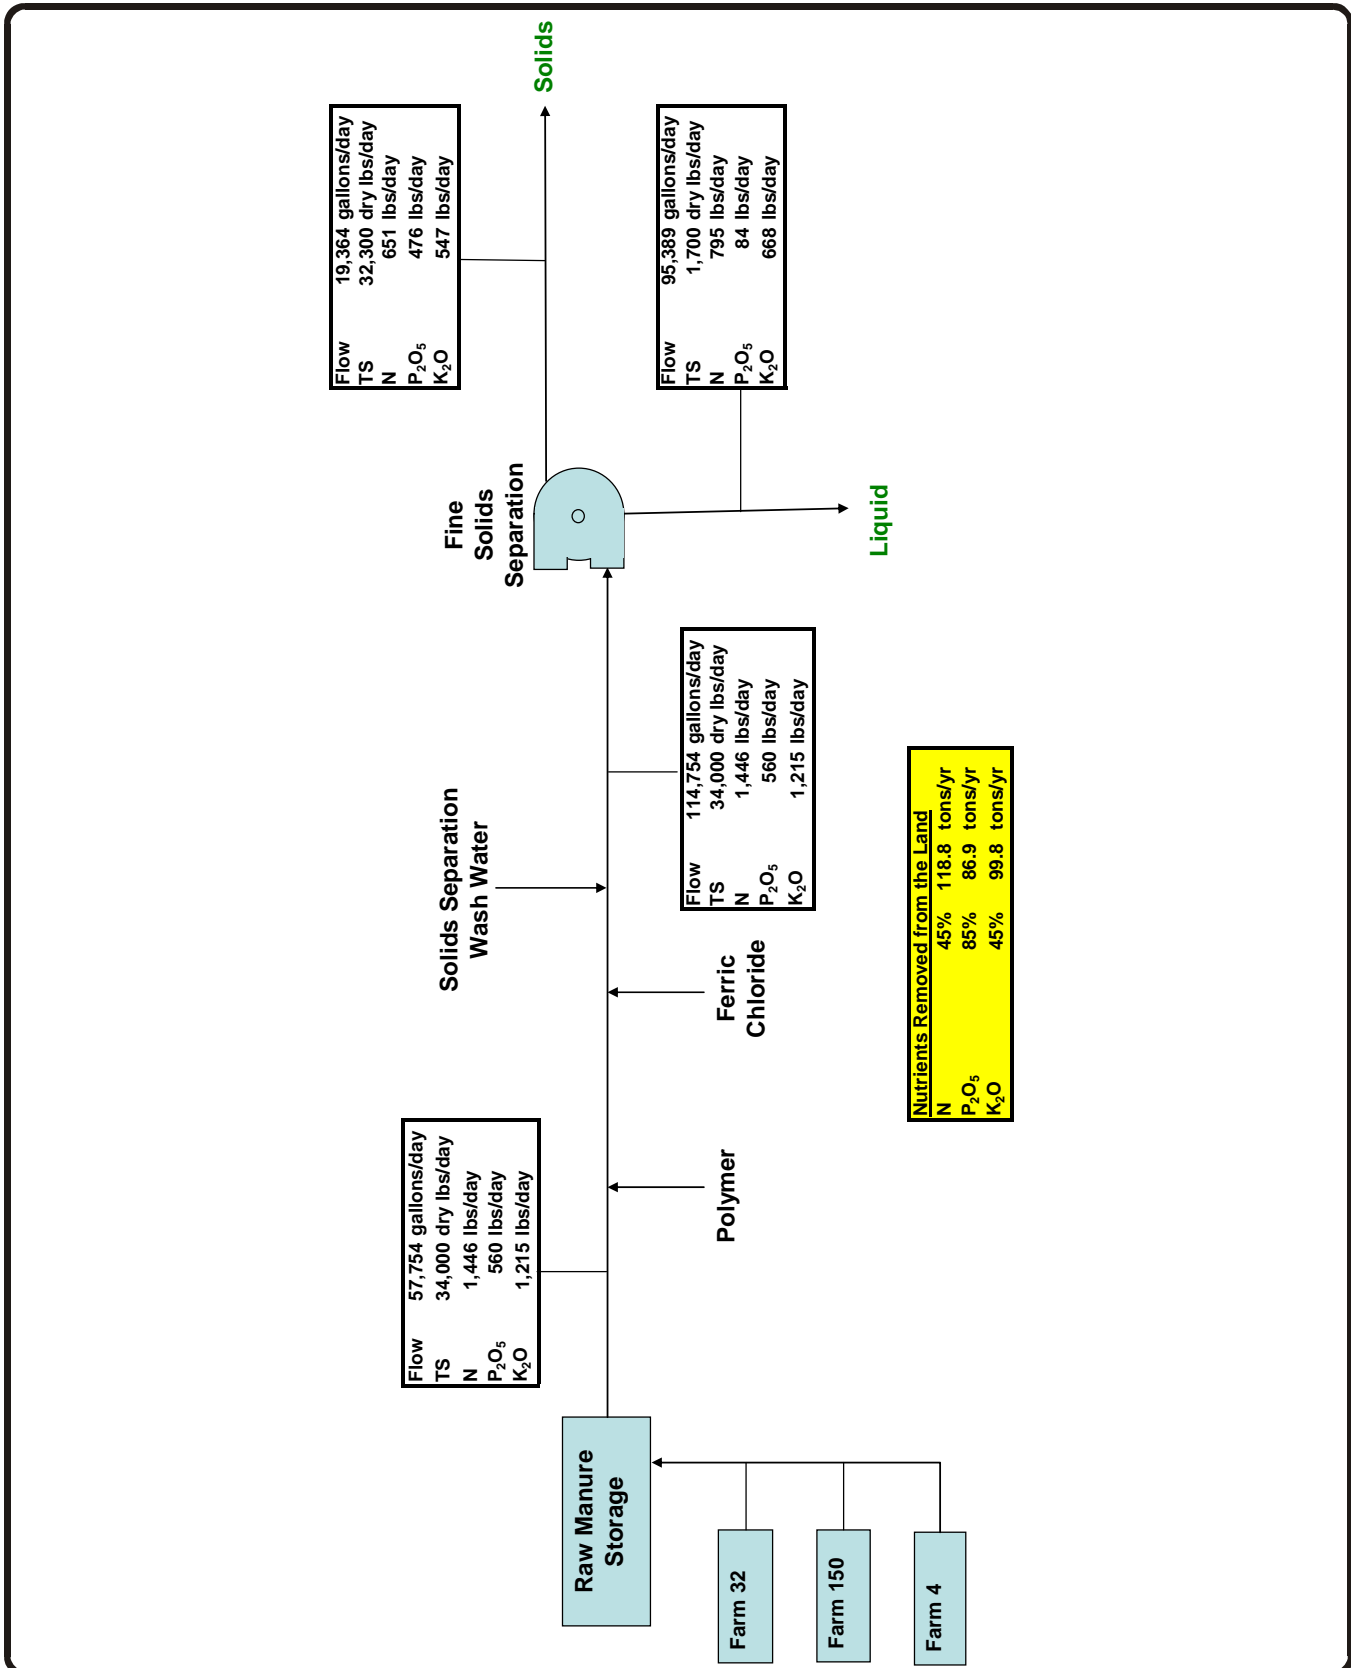 Farm 32
Farm 150
Farm 4
Raw Manure
Storage
Flow 57,754 gallons/day
TS 34,000 dry lbs/day
N 1,446 lbs/day
P₂O₅ 560 lbs/day
K₂O 1,215 lbs/day
Polymer
Ferric
Chloride
Solids Separation
Wash Water
Flow 114,754 gallons/day
TS 34,000 dry lbs/day
N 1,446 lbs/day
P₂O₅ 560 lbs/day
K₂O 1,215 lbs/day
Fine
Solids
Separation
Flow 19,364 gallons/day
TS 32,300 dry lbs/day
N 651 lbs/day
P₂O₅ 476 lbs/day
K₂O 547 lbs/day
Solids
Flow 95,389 gallons/day
TS 1,700 dry lbs/day
N 795 lbs/day
P₂O₅ 84 lbs/day
K₂O 668 lbs/day
Liquid
Nutrients Removed from the Land
N 45% 118.8 tons/yr
P₂O₅ 85% 86.9 tons/yr
K₂O 45% 99.8 tons/yr